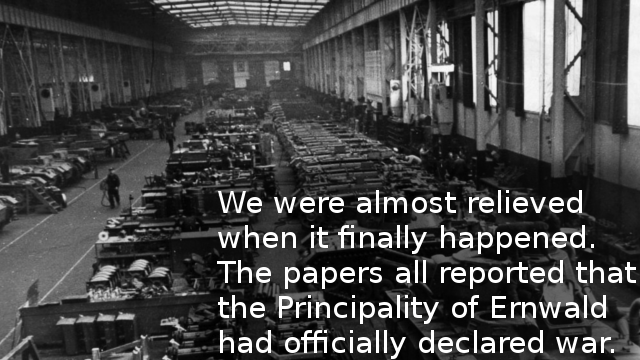 We were almost relieved
when it finally happened.
The papers all reported that
the Principality of Ernwald
had officially declared war.